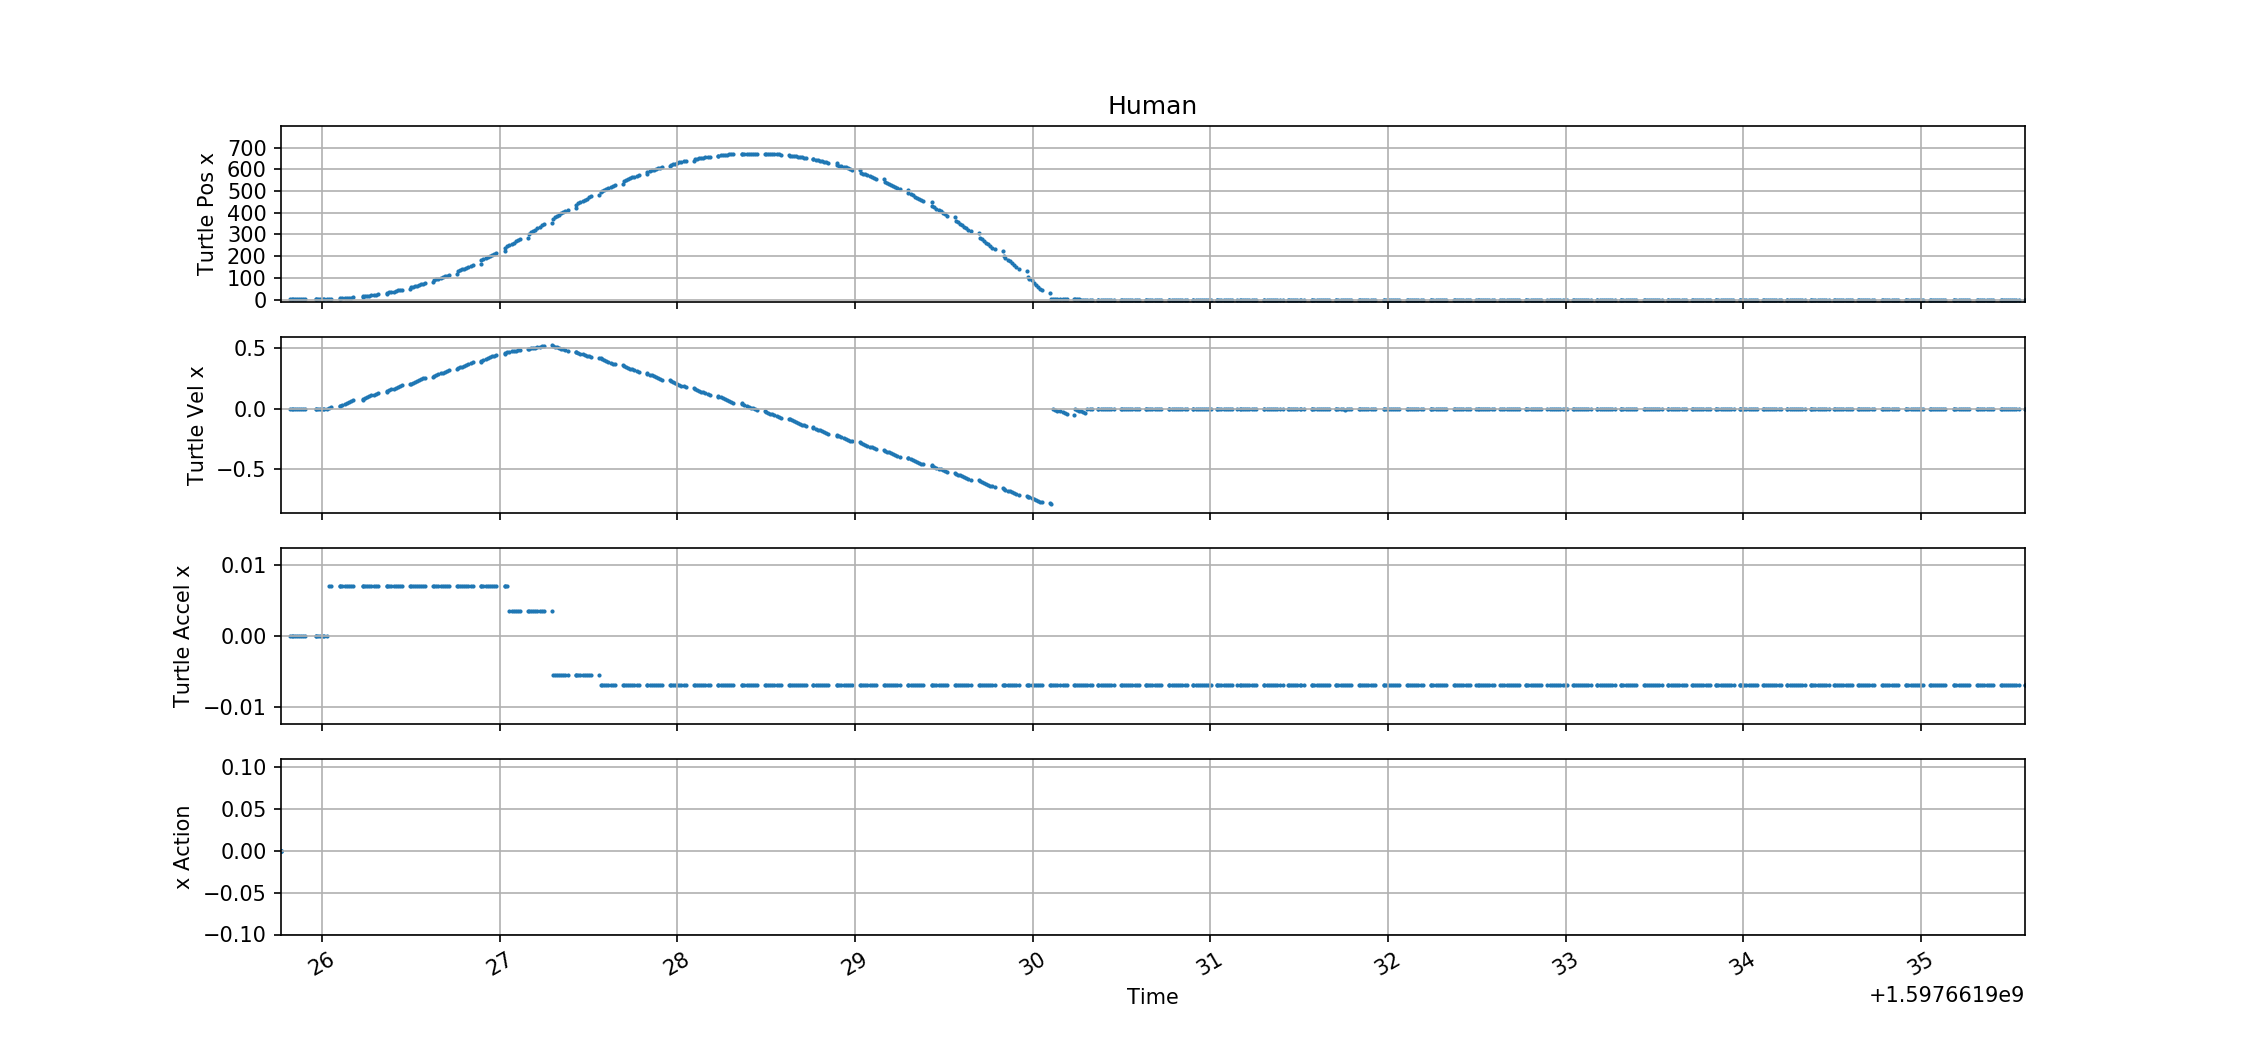 Human
Turtle Pos x
700
600
500
400
300
200
100
0
Turtle Vel x
0.5
0.0
−0.5
Turtle Accel x
0.01
0.00
−0.01
x Action
0.10
0.05
0.00
−0.05
−0.10
26 27 28 29 30 31 32 33 34 35
Time
+1.5976619e9